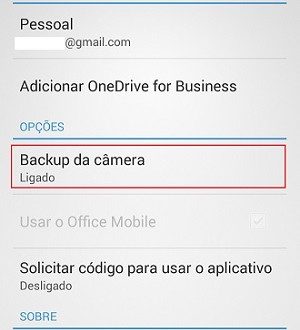 Pessoal
@gmail.com
Adicionar OneDrive for Business
OPÇÕES
Backup da câmera
Ligado
Usar o Office Mobile
Solicitar código para usar o aplicativo
Desligado
SOBRE